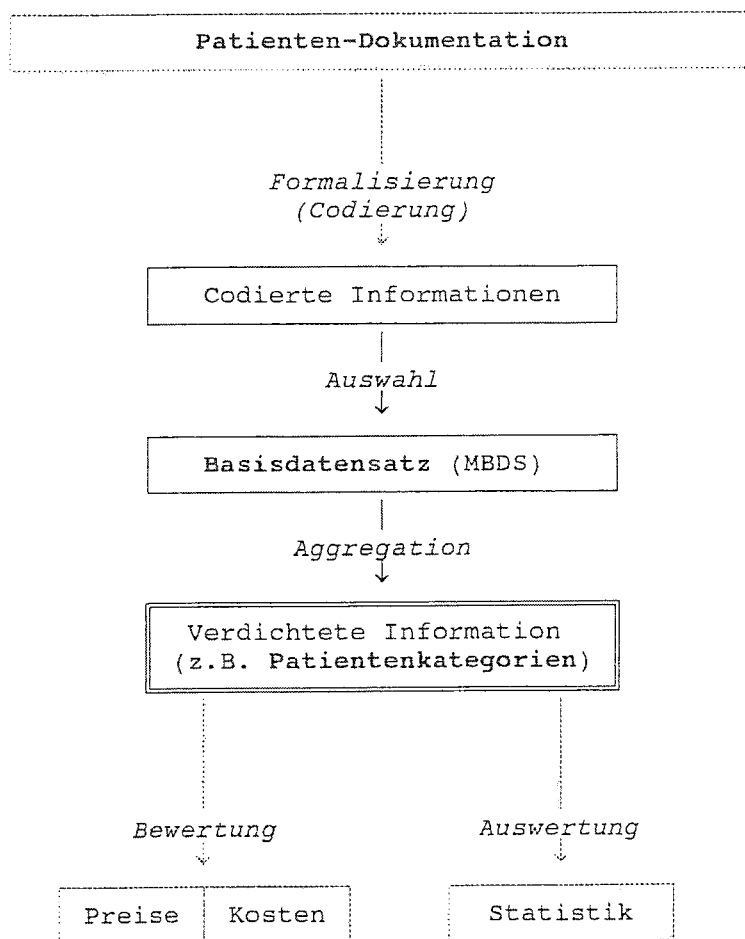 Patienten-Dokumentation
Formalisierung
(Codierung)
Codierte Informationen
Auswahl
Basisdatensatz (MBDS)
Aggregation
Verdichtete Information
(z.B. Patientenkategorien)
Bewertung
Auswertung
Preise
Kosten
Statistik